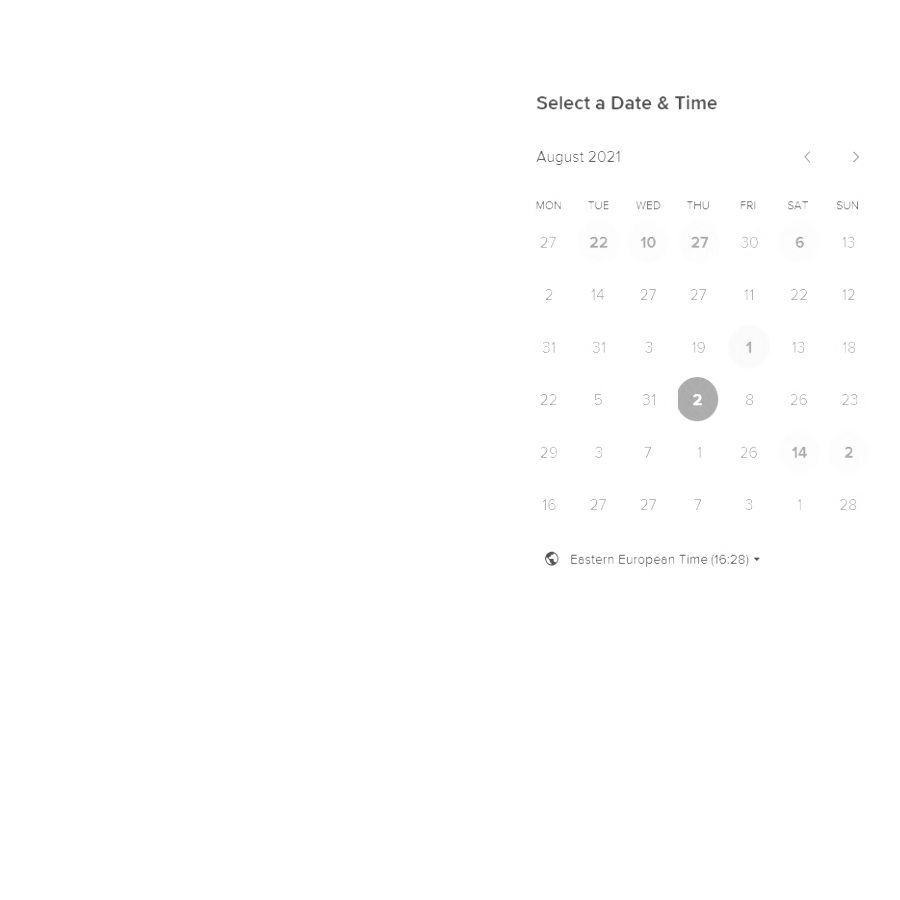 Select a Date & Time
August 2021
MON TUE WED THU FRI SAT SUN
27 22 10 27 30 6 13
2 14 27 27 11 22 12
31 31 3 19 1 13 18
22 5 31 2 8 26 23
29 3 7 1 26 14 2
16 27 27 7 3 1 28
Eastern European Time (16:28)